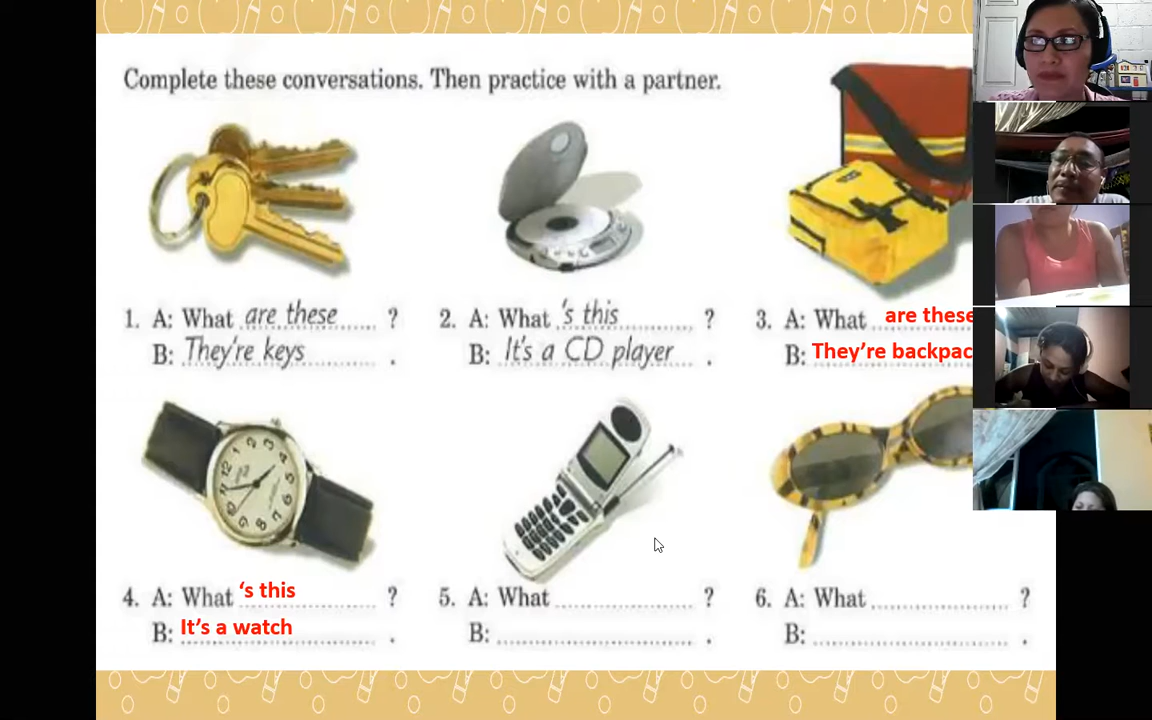 Complete these conversations. Then practice with a partner.
1. A: What are these ?
B: They're keys .
2. A: What 's this ?
B: It's a CD player .
3. A: What are these
B: They're
4. A: What 's this ?
B: It's a watch .
5. A: What ?
B: .
6. A: What ?
B: .